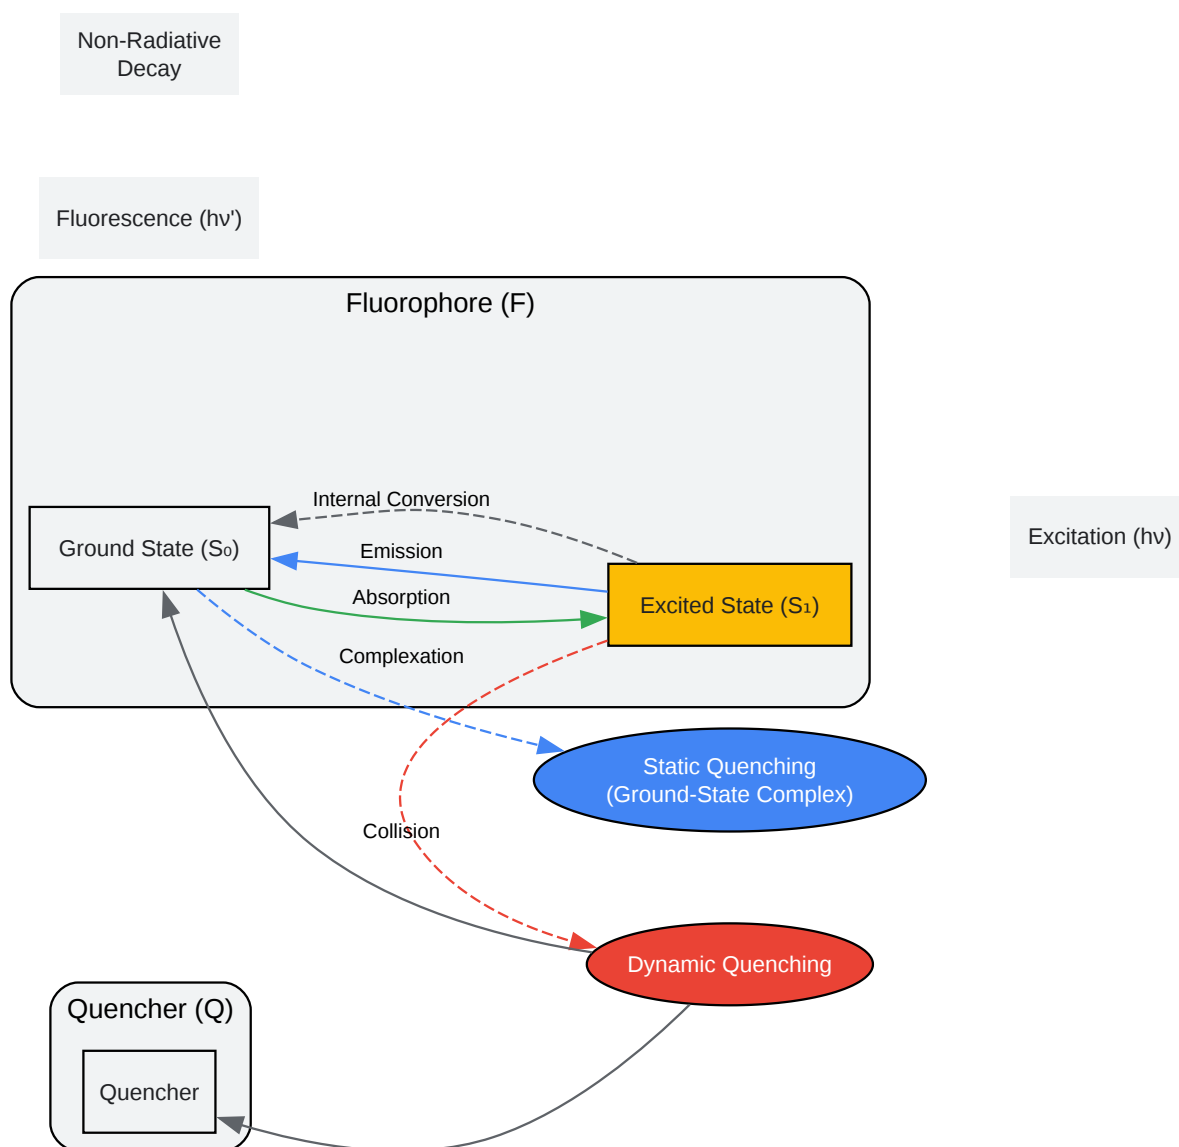 Non-Radiative
Decay
Fluorescence (hν')
Fluorophore (F)
Internal Conversion
Ground State (S₀)
Emission
Excitation (hν)
Absorption
Excited State (S₁)
Complexation
Static Quenching
(Ground-State Complex)
Collision
Dynamic Quenching
Quencher (Q)
Quencher